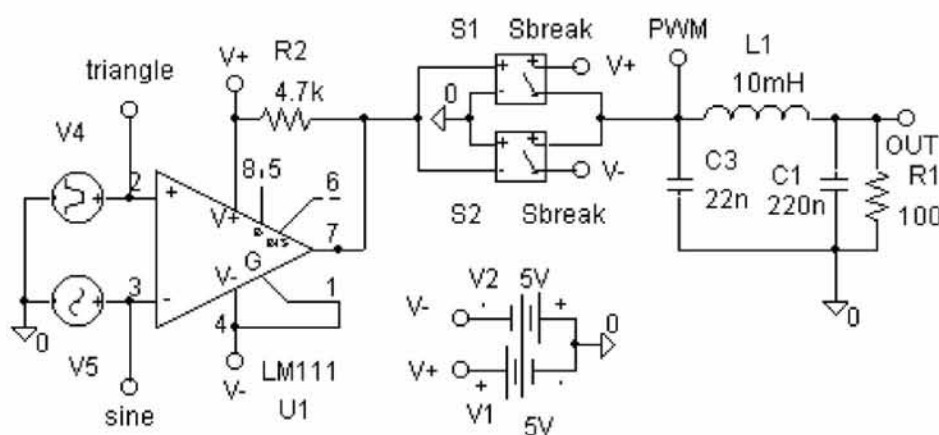 S1 Sbreak
PWM
L1
V+
R2
triangle
4.7k
+
-
V+
0
10mH
V4
8 5
+
-
V-
OUT
C3
C1
R1
2
+
V+
6
22n
220n
100
S2 Sbreak
7
G
V-
1
3
-
V2 5V
4
-
+
V-
0
0
0
V5
LM111
V+
+
-
V-
U1
V1
5V
sine